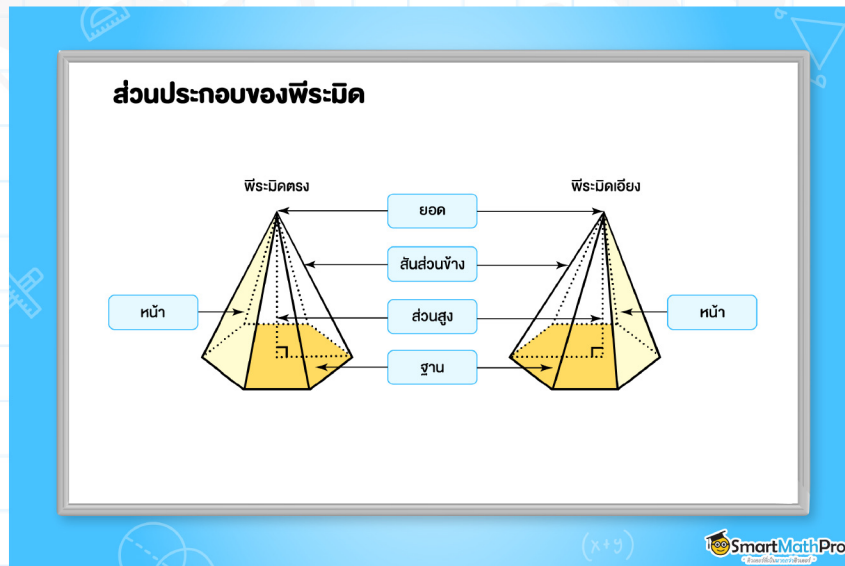 ส่วนประกอบของพีระมิด
พีระมิดตรง
พีระมิดเอียง
ยอด
สันส่วนข้าง
หน้า
ส่วนสูง
หน้า
ฐาน
(x+y)
SmartMathPro